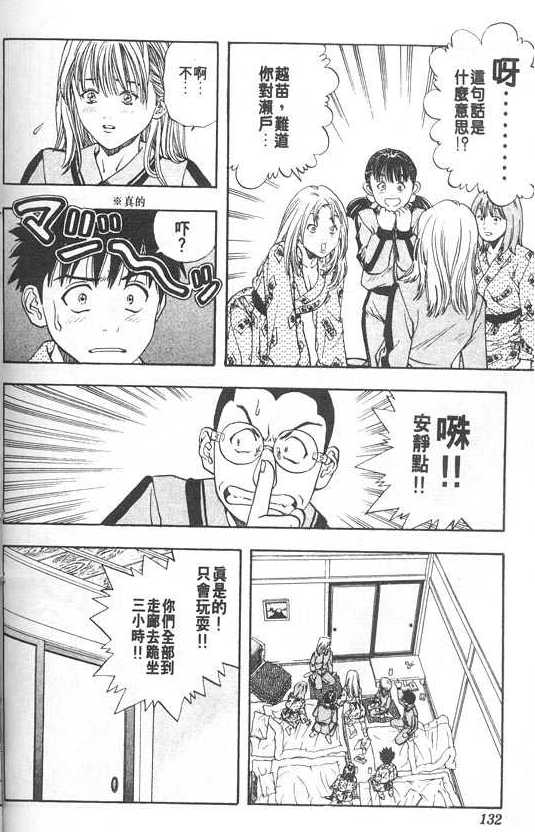 呀………
這句話是
什麼意思!?
越苗，難道
你對瀨戶…
啊…
不…
※真的
マジ
吓?
咻!!
安靜點!!
真是的!
只會玩耍!!
你們全部到
走廊去跪坐
三小時!!
132